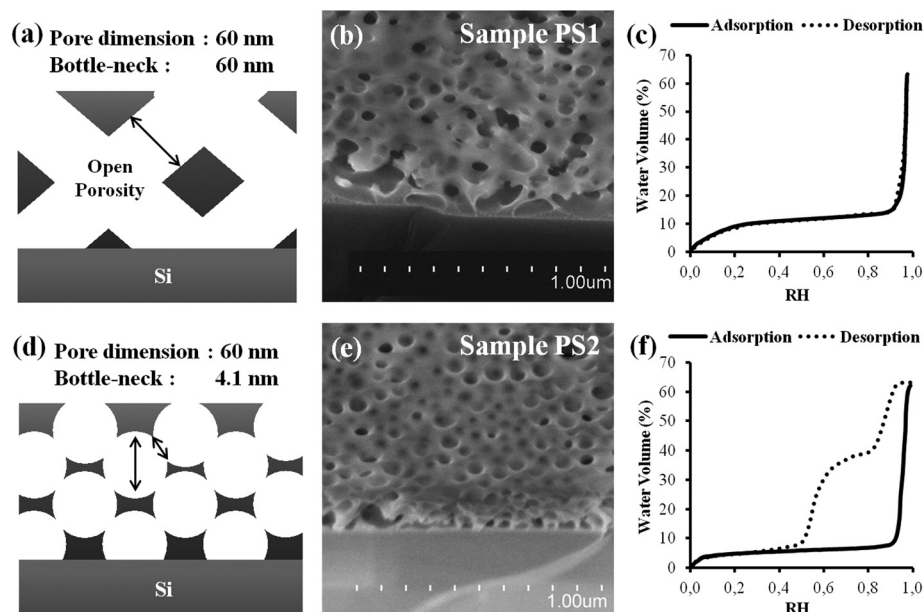 (a) Pore dimension : 60 nm
Bottle-neck : 60 nm
Open
Porosity
Si
(b) Sample PS1
1.00um
(c) Adsorption Desorption
Water Volume (%)
70
60
50
40
30
20
10
0
0,0 0,2 0,4 0,6 0,8 1,0
RH
(d) Pore dimension : 60 nm
Bottle-neck : 4.1 nm
Si
(e) Sample PS2
1.00um
(f) Adsorption Desorption
Water Volume (%)
70
60
50
40
30
20
10
0
0,0 0,2 0,4 0,6 0,8 1,0
RH